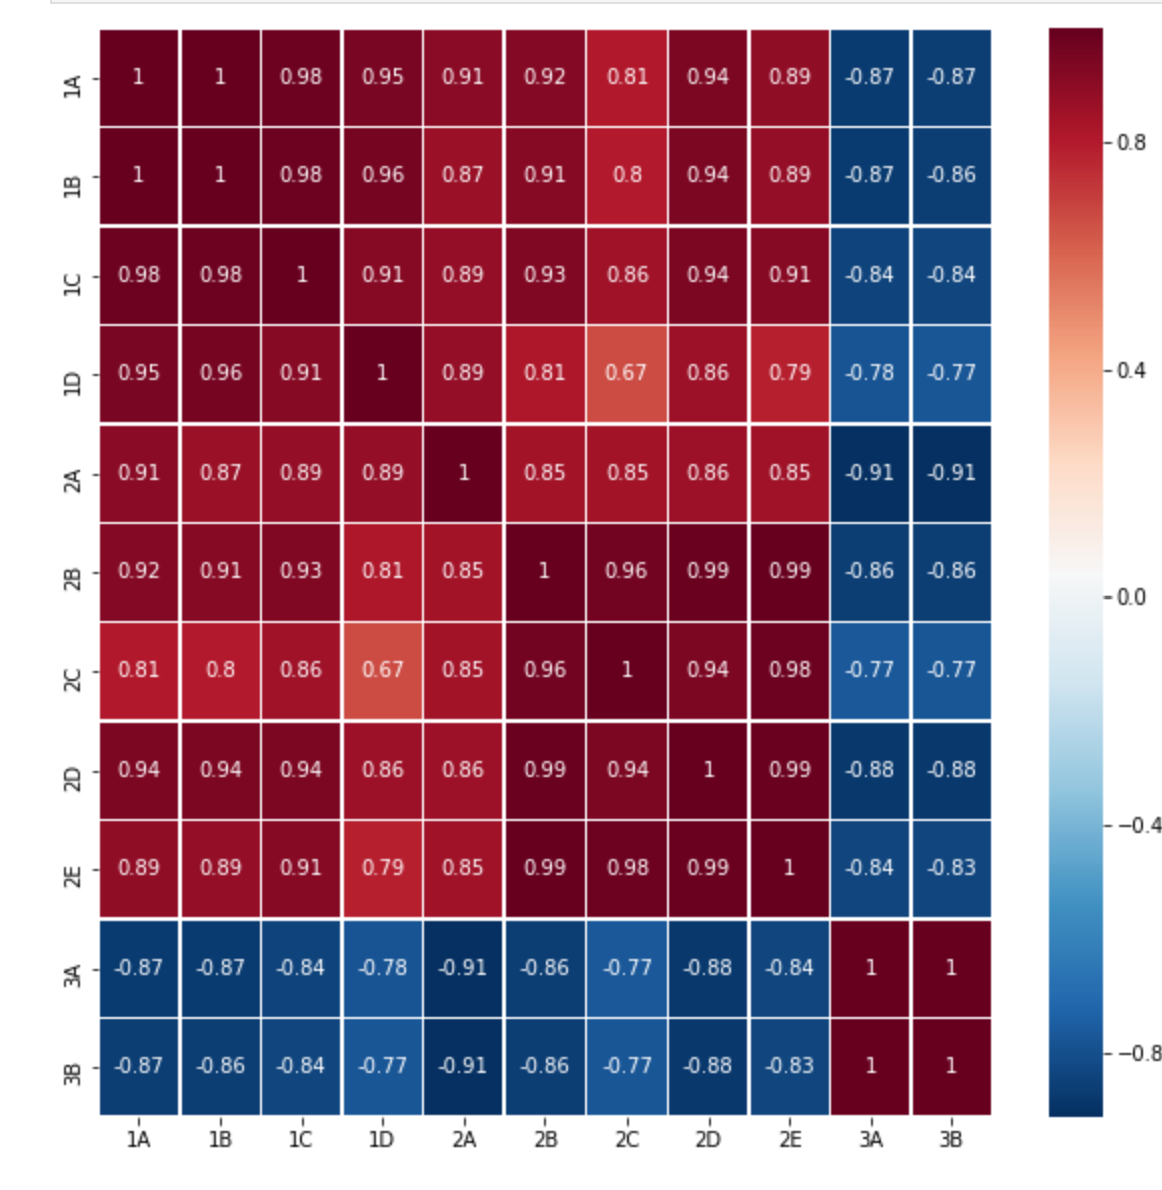 1A 1 1 0.98 0.95 0.91 0.92 0.81 0.94 0.89 -0.87 -0.87
1B 1 1 0.98 0.96 0.87 0.91 0.8 0.94 0.89 -0.87 -0.86
1C 0.98 0.98 1 0.91 0.89 0.93 0.86 0.94 0.91 -0.84 -0.84
1D 0.95 0.96 0.91 1 0.89 0.81 0.67 0.86 0.79 -0.78 -0.77
2A 0.91 0.87 0.89 0.89 1 0.85 0.85 0.86 0.85 -0.91 -0.91
2B 0.92 0.91 0.93 0.81 0.85 1 0.96 0.99 0.99 -0.86 -0.86
2C 0.81 0.8 0.86 0.67 0.85 0.96 1 0.94 0.98 -0.77 -0.77
2D 0.94 0.94 0.94 0.86 0.86 0.99 0.94 1 0.99 -0.88 -0.88
2E 0.89 0.89 0.91 0.79 0.85 0.99 0.98 0.99 1 -0.84 -0.83
3A -0.87 -0.87 -0.84 -0.78 -0.91 -0.86 -0.77 -0.88 -0.84 1 1
3B -0.87 -0.86 -0.84 -0.77 -0.91 -0.86 -0.77 -0.88 -0.83 1 1
1A 1B 1C 1D 2A 2B 2C 2D 2E 3A 3B
0.8
0.4
0.0
−0.4
−0.8